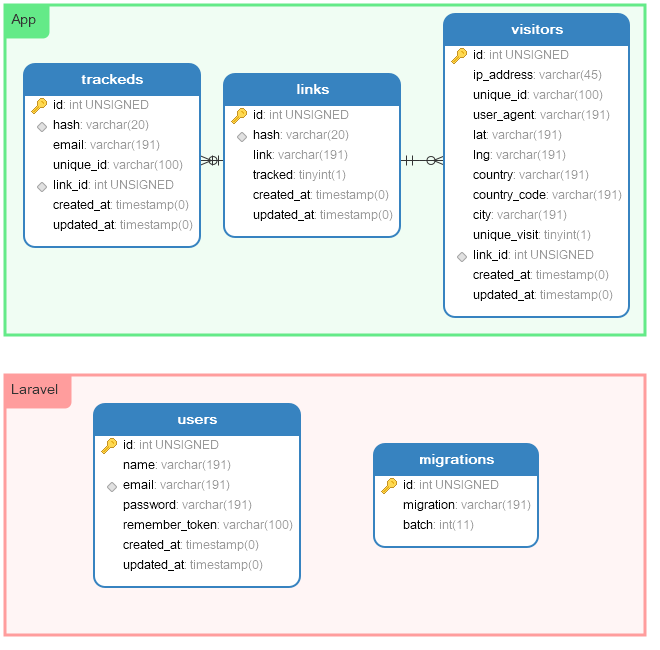 App
trackeds
id: int UNSIGNED
hash: varchar(20)
email: varchar(191)
unique_id: varchar(100)
link_id: int UNSIGNED
created_at: timestamp(0)
updated_at: timestamp(0)
links
id: int UNSIGNED
hash: varchar(20)
link: varchar(191)
tracked: tinyint(1)
created_at: timestamp(0)
updated_at: timestamp(0)
visitors
id: int UNSIGNED
ip_address: varchar(45)
unique_id: varchar(100)
user_agent: varchar(191)
lat: varchar(191)
lng: varchar(191)
country: varchar(191)
country_code: varchar(191)
city: varchar(191)
unique_visit: tinyint(1)
link_id: int UNSIGNED
created_at: timestamp(0)
updated_at: timestamp(0)
Laravel
users
id: int UNSIGNED
name: varchar(191)
email: varchar(191)
password: varchar(191)
remember_token: varchar(100)
created_at: timestamp(0)
updated_at: timestamp(0)
migrations
id: int UNSIGNED
migration: varchar(191)
batch: int(11)